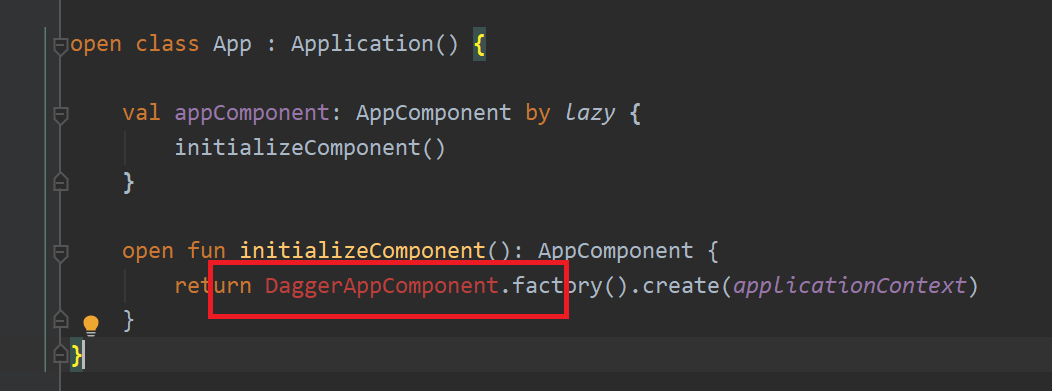 open class App : Application() {
val appComponent: AppComponent by lazy {
initializeComponent()
}
open fun initializeComponent(): AppComponent {
return DaggerAppComponent.factory().create(applicationContext)
}
}